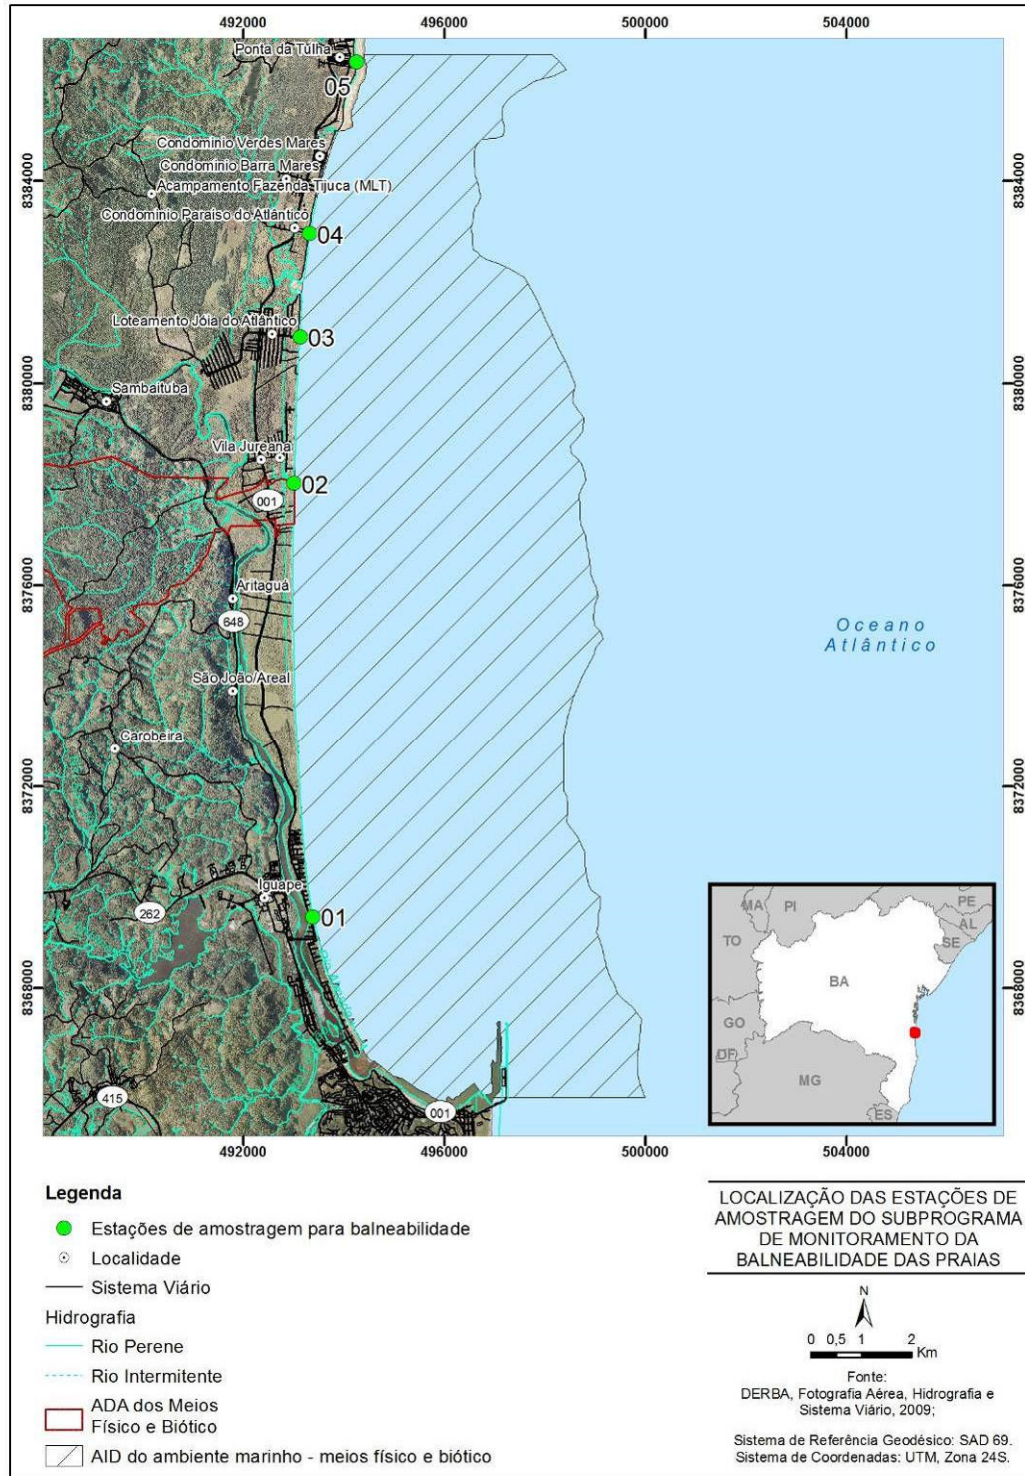 492000
496000
500000
504000
Ponta da Tulha
05
Condomínio Verdes Mares
Condomínio Barra Mares
8384000
8384000
Acampamento Fazenda Tijuca (MLT)
Condomínio Paraíso do Atlântico
04
Loteamento Jóia do Atlântico
03
8380000
8380000
Sambaituba
Vila Jureana
02
001
8376000
8376000
Aritaguá
648
Oceano
Atlântico
São João/Areal
Carobeira
8372000
8372000
Iguape
262
01
8368000
8368000
MA
PI
PE
AL
SE
TO
BA
GO
DF
MG
ES
415
001
492000
496000
500000
504000
Legenda
Estações de amostragem para balneabilidade
Localidade
Sistema Viário
Hidrografia
Rio Perene
Rio Intermitente
ADA dos Meios
Físico e Biótico
AID do ambiente marinho - meios físico e biótico
LOCALIZAÇÃO DAS ESTAÇÕES DE
AMOSTRAGEM DO SUBPROGRAMA
DE MONITORAMENTO DA
BALNEABILIDADE DAS PRAIAS
N
0 0,5 1 2
Km
Fonte:
DERBA, Fotografia Aérea, Hidrografia e
Sistema Viário, 2009;
Sistema de Referência Geodésico: SAD 69.
Sistema de Coordenadas: UTM, Zona 24S.